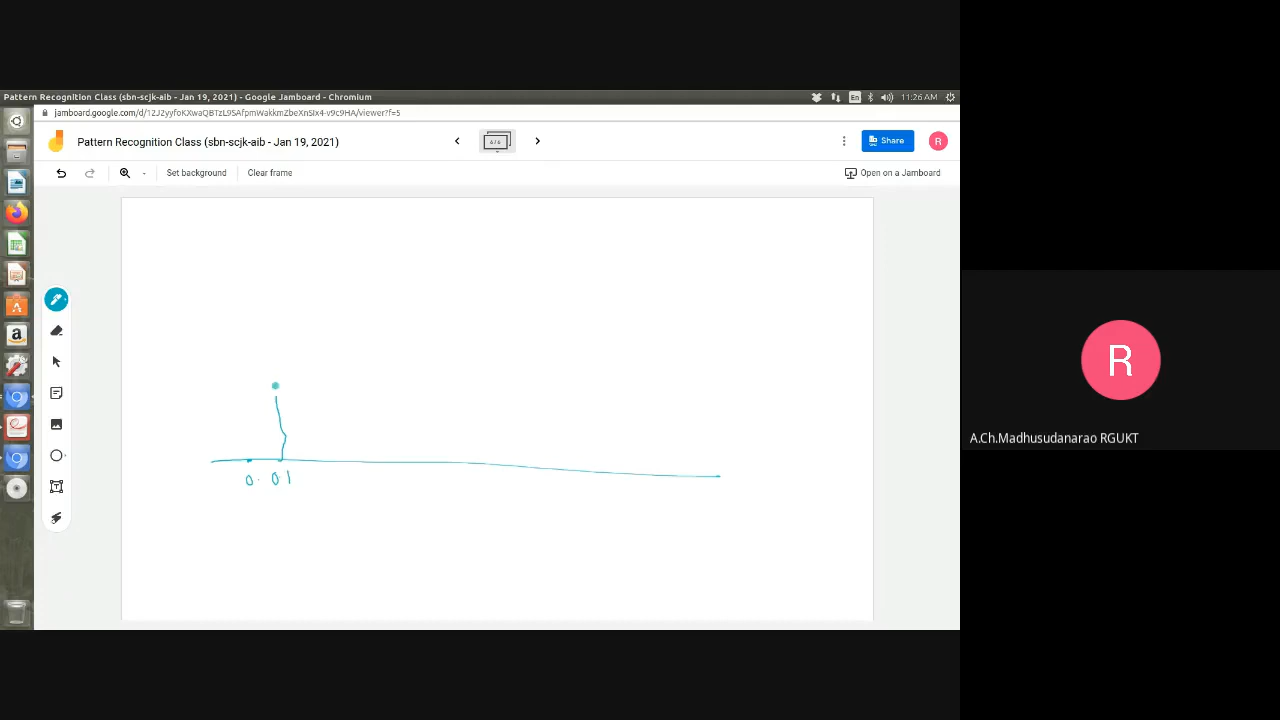 Pattern Recognition Class (sbn-scjk-aib - Jan 19, 2021) - Google Jamboard - Chromium
En
11:26 AM
Pattern Recognition Class (sbn-scjk-aib - Jan 19, 2021)
Share
R
Set background
Clear frame
Open on a Jamboard
a
R
A.Ch.Madhusudanarao RGUKT
0.01